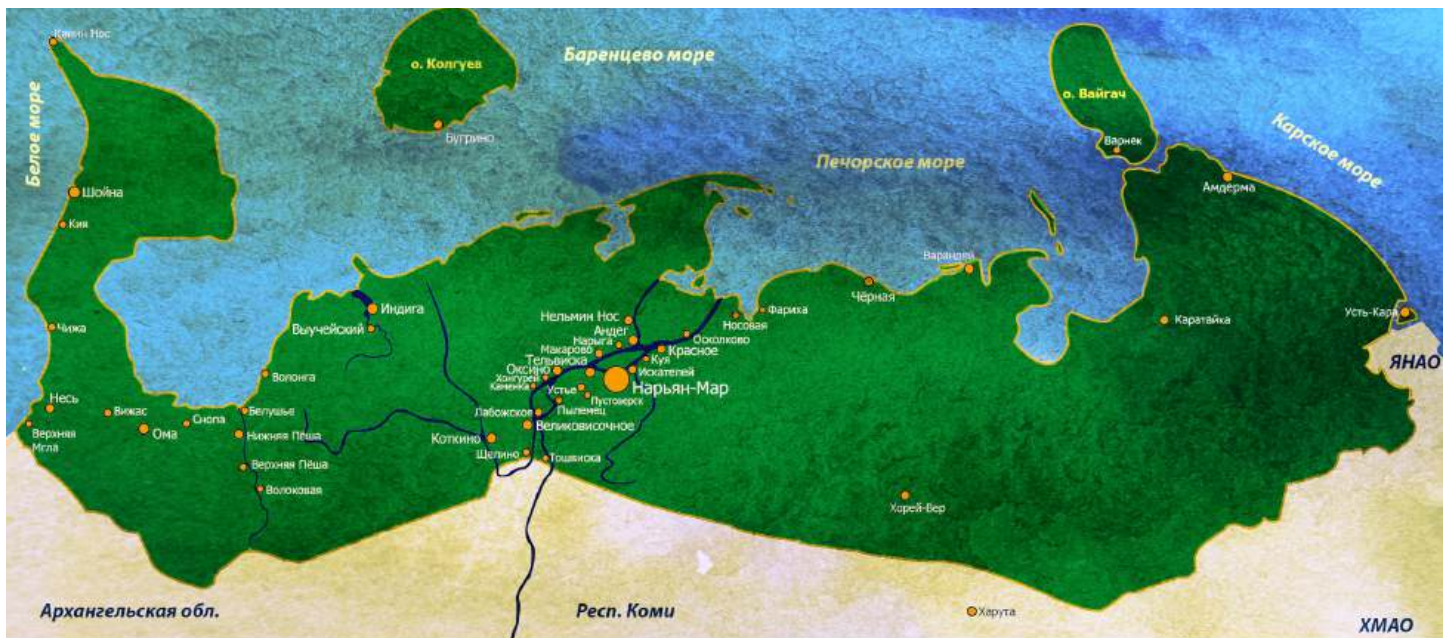 Канин Нос
о. Колгуев
Баренцево море
Бугрино
Белое море
Шойна
Кия
Печорское море
о. Вайгач
Варнек
Карское море
Амдерма
Варандей
Чёрная
Каратайка
Усть-Кара
ЯНАО
Чижа
Индига
Выучейский
Волонга
Нельмин Нос
Андег
Нарыга
Макарово
Тельвиска
Оксино
Хонгурей
Каменка
Носовая
Фариха
Осколково
Красное
Куя
Искателей
Нарьян-Мар
Устье
Пустозерск
Пылемец
Лабожское
Великовисочное
Коткино
Щелино
Тошвиска
Несь
Верхняя
Мгла
Вижас
Ома
Снопа
Белушье
Нижняя Пёша
Верхняя Пёша
Волоковая
Хорей-Вер
Харута
Архангельская обл.
Респ. Коми
ХМАО